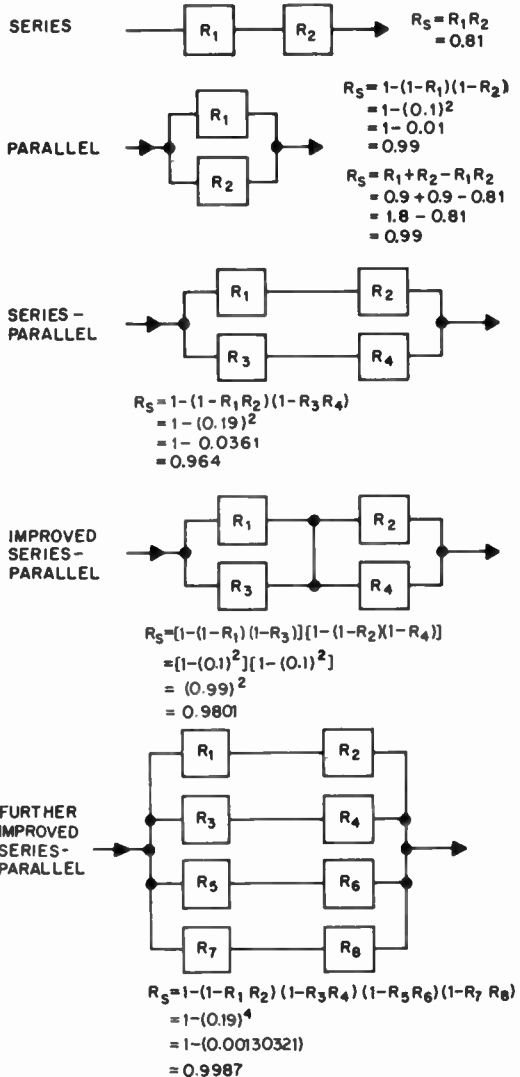 SERIES
R1
R2
RS = R1R2
= 0.81
PARALLEL
R1
R2
RS = 1-(1-R1)(1-R2)
= 1-(0.1)²
= 1-0.01
= 0.99
RS = R1+R2-R1R2
= 0.9+0.9-0.81
= 1.8-0.81
= 0.99
SERIES-
PARALLEL
R1
R2
R3
R4
RS = 1-(1-R1R2)(1-R3R4)
= 1-(0.19)²
= 1- 0.0361
= 0.964
IMPROVED
SERIES-
PARALLEL
R1
R2
R3
R4
RS=[1-(1-R1)(1-R3)][1-(1-R2)(1-R4)]
=[1-(0.1)²][1-(0.1)²]
= (0.99)²
= 0.9801
FURTHER
IMPROVED
SERIES-
PARALLEL
R1
R2
R3
R4
R5
R6
R7
R8
RS=1-(1-R1 R2)(1-R3R4)(1-R5R6)(1-R7 R8)
=1-(0.19)⁴
=1-(0.00130321)
=0.9987